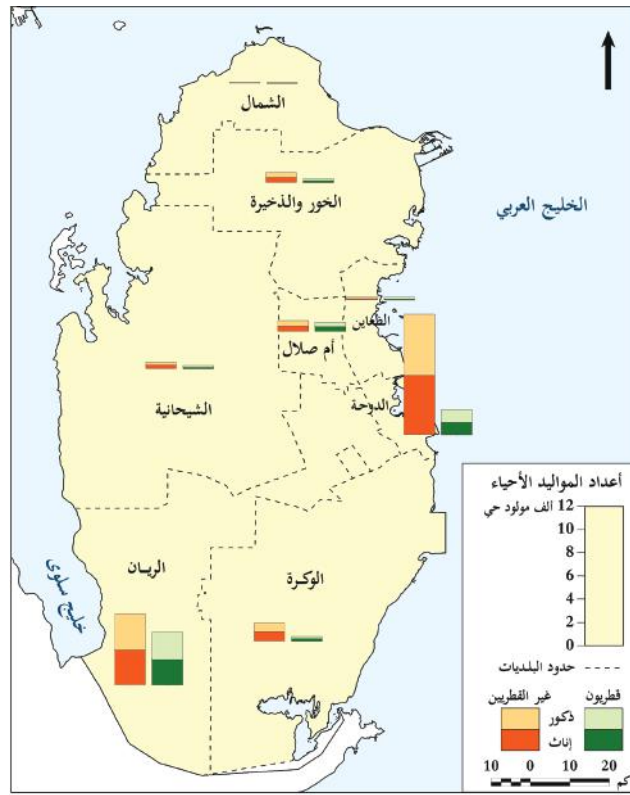 الشمال
الخور والذخيرة
الخليج العربي
الظعاين
أم صلال
الدوحة
الشيحانية
الريان
الوكرة
خليج سلوى
أعداد المواليد الأحياء
12 ألف مولود حي
10
8
6
4
2
0
حدود البلديات
قطريون
غير القطريين
ذكور
إناث
10 0 10 20 كم